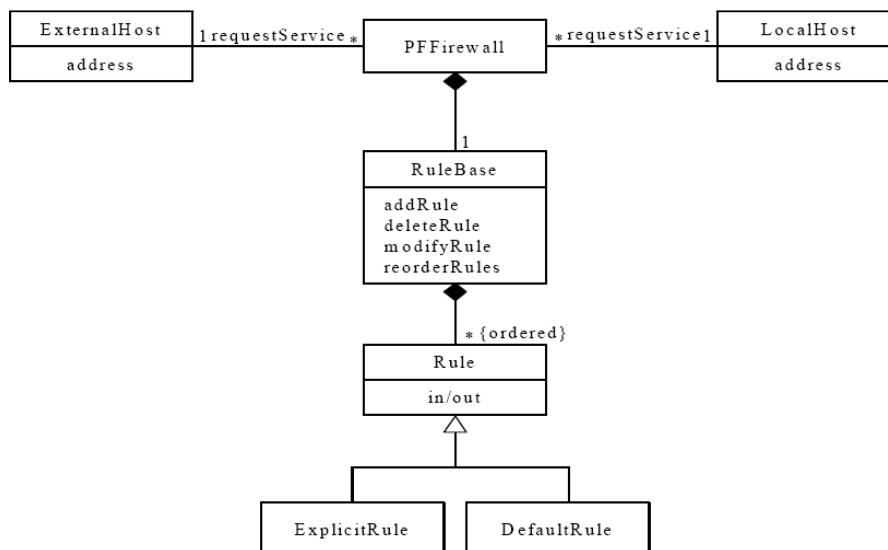 ExternalHost
address
1 requestService *
PFFirewall
* requestService 1
LocalHost
address
1
RuleBase
addRule
deleteRule
modifyRule
reorderRules
* {ordered}
Rule
in/out
ExplicitRule
DefaultRule